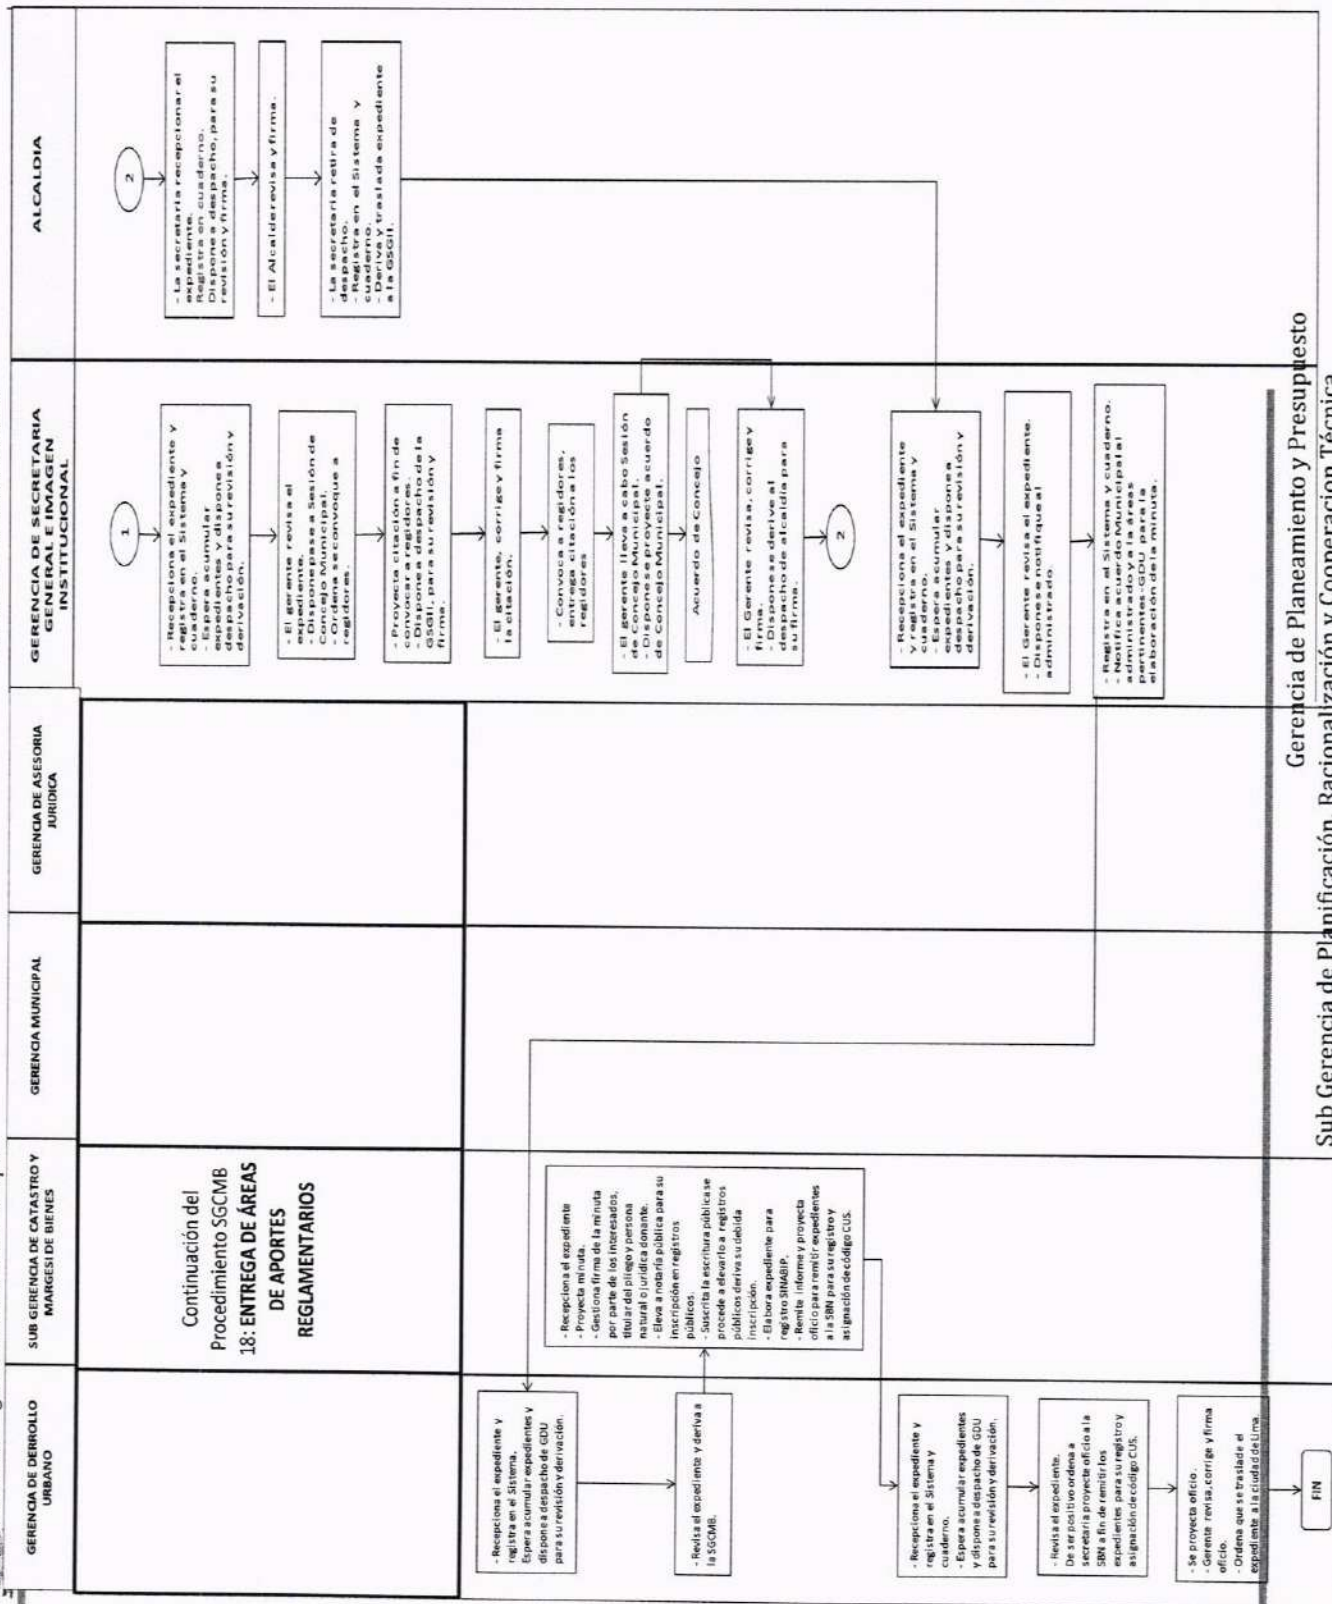 GERENCIA DE DERROLLO
URBANO
SUB GERENCIA DE CATASTRO Y
MARGESI DE BIENES
GERENCIA MUNICIPAL
GERENCIA DE ASESORIA
JURIDICA
GERENCIA DE SECRETARIA
GENERAL E IMAGEN
INSTITUCIONAL
ALCALDIA
Continuación del
Procedimiento SGCMB
18: ENTREGA DE ÁREAS
DE APORTES
REGLAMENTARIOS
1
- Recepciona el expediente y
registra en el Sistema y
cuaderno.
- Espera acumular
expedientes y dispone a
despacho para su revisión y
derivación.
- El gerente revisa el
expediente.
- Dispone pase a Sesión de
Concejo Municipal.
- Ordena se convoque a
regidores.
- Proyecta citación a fin de
convocar a regidores.
- Dispone a despacho de la
GSGII, para su revisión y
firma.
- El gerente, corrige y firma
la citación.
- Convoca a regidores,
entrega citación a los
regidores
- El gerente lleva a cabo Sesión
de Concejo Municipal.
- Dispone se proyecte acuerdo
de Concejo Municipal.
Acuerdo de Concejo
- El Gerente revisa, corrige y
firma.
- Dispone se derive al
despacho de alcaldía para
su firma.
2
2
- La secretaria recepcionar el
expediente.
Registra en cuaderno.
Dispone a despacho, para su
revisión y firma.
- El Alcalde revisa y firma.
- La secretaria retira de
despacho.
- Registra en el Sistema y
cuaderno.
- Deriva y traslada expediente
a la GSGII.
- Recepciona el expediente
y registra en el Sistema y
cuaderno.
- Espera acumular
expedientes y dispone a
despacho para su revisión y
derivación.
- El Gerente revisa el expediente.
- Dispone se notifique al
administrado.
- Registra en el Sistema y cuaderno.
- Notifica acuerdo Municipal al
administrado y a la áreas
pertinentes-GDU para la
elaboración de la minuta.
- Recepciona el expediente y
registra en el Sistema.
Espera acumular expedientes y
dispone a despacho de GDU
para su revisión y derivación.
- Revisa el expediente y deriva a
la SGCMB.
- Recepciona el expediente
- Proyecta minuta.
- Gestiona firma de la minuta
por parte de los interesados,
titular del pliego y persona
natural o jurídica donante.
- Eleva a notaría pública para su
inscripción en registros
públicos.
- Suscrita la escritura pública se
procede a elevarlo a registros
públicos deriva su debida
inscripción.
- Elabora expediente para
registro SINABIP.
- Remite informe y proyecta
oficio para remitir expedientes
a la SBN para su registro y
asignación de código CUS.
- Recepciona el expediente y
registra en el Sistema y
cuaderno.
- Espera acumular expedientes
y dispone a despacho de GDU
para su revisión y derivación.
- Revisa el expediente.
De ser positivo ordena a
secretaria proyecte oficio a la
SBN a fin de remitir los
expedientes para su registro y
asignación de código CUS.
- Se proyecta oficio.
- Gerente revisa, corrige y firma
oficio.
- Ordena que se traslade el
expediente a la ciudad de Lima.
FIN
Gerencia de Planeamiento y Presupuesto
Sub Gerencia de Planificación, Racionalización y Cooperacion Técnica